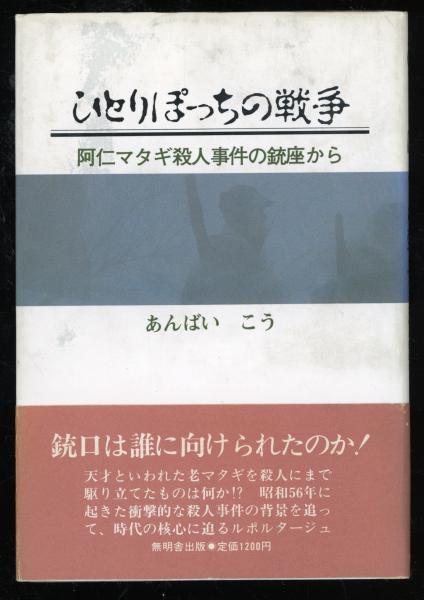 ひとりぽっちの戦争
阿仁マタギ殺人事件の銃座から
あんばい こう
銃口は誰に向けられたのか!
天才といわれた老マタギを殺人にまで
駆り立てたものは何か!? 昭和56年に
起きた衝撃的な殺人事件の背景を追っ
て、時代の核心に迫るルポルタージュ
無明舎出版●定価1200円